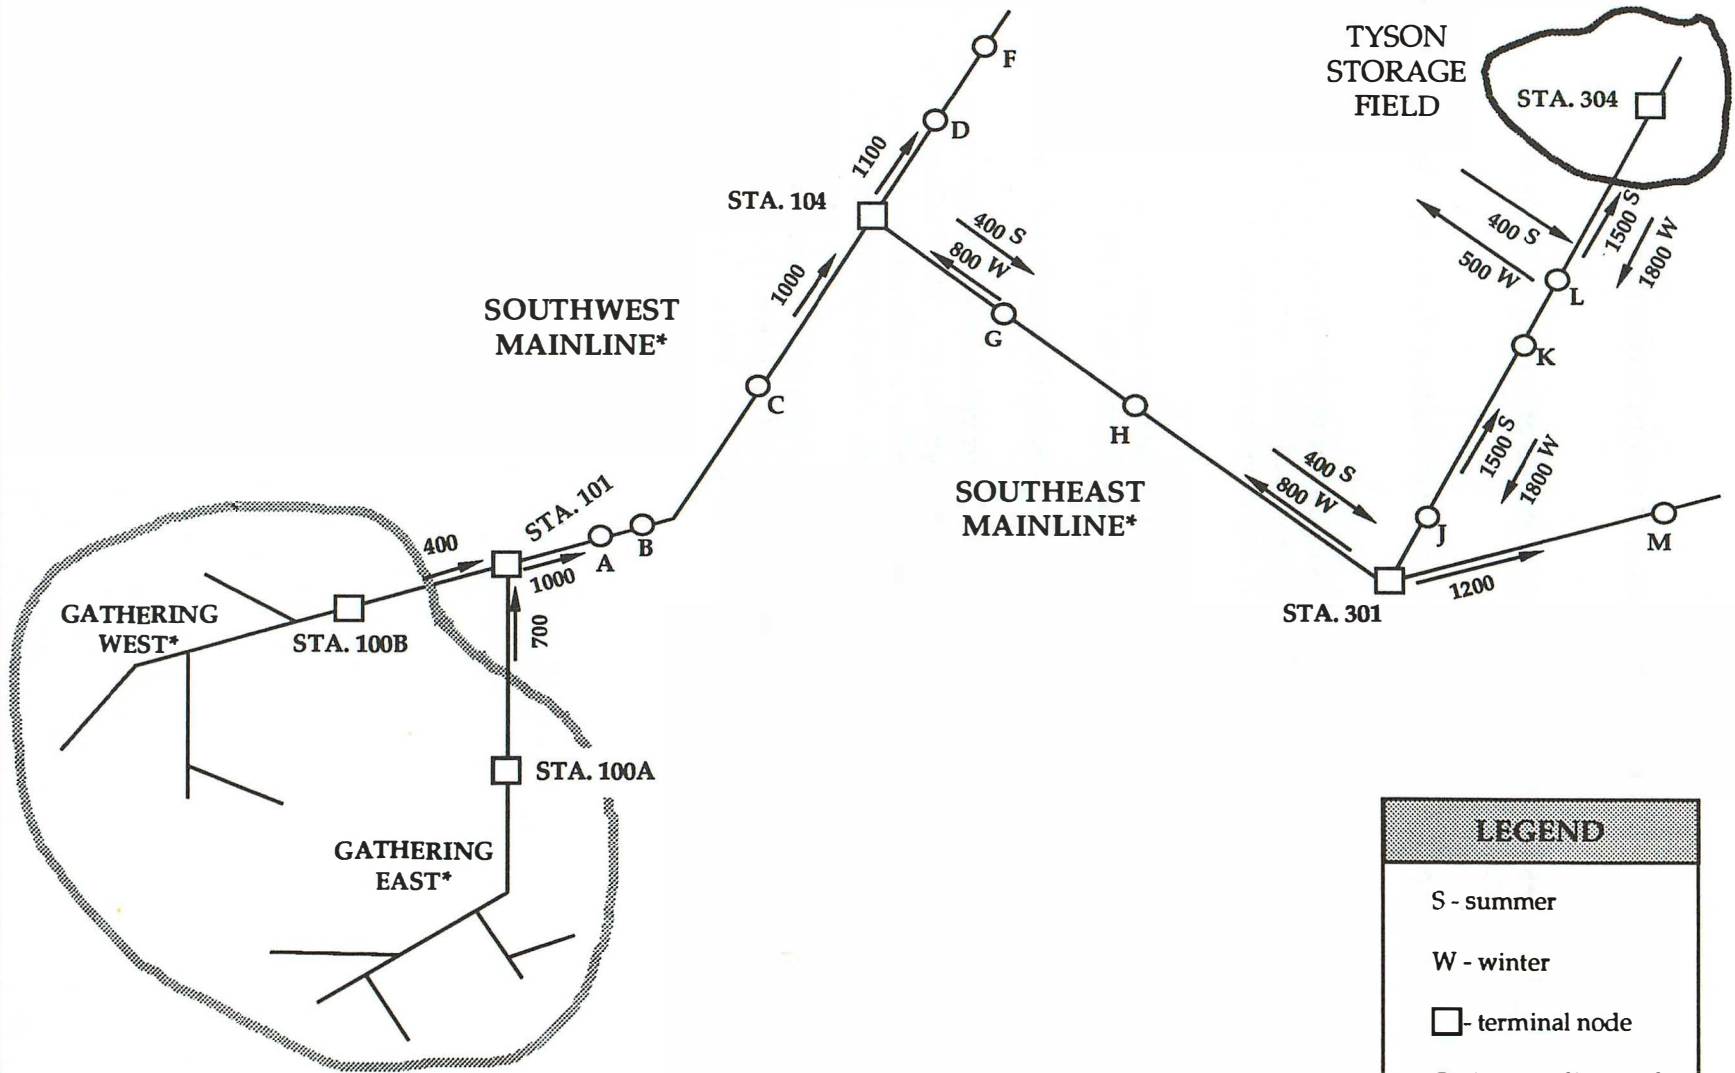 F
TYSON
STORAGE
FIELD
STA. 304
D
1100
STA. 104
400 S
800 W
1500 S
1800 W
400 S
500 W
L
1000
SOUTHWEST
MAINLINE*
G
K
C
H
1500 S
1800 W
SOUTHEAST
MAINLINE*
400 S
800 W
J
M
STA. 101
400
A
B
1000
1200
STA. 301
GATHERING
WEST*
STA. 100B
700
STA. 100A
GATHERING
EAST*
LEGEND
S - summer
W - winter
- terminal node